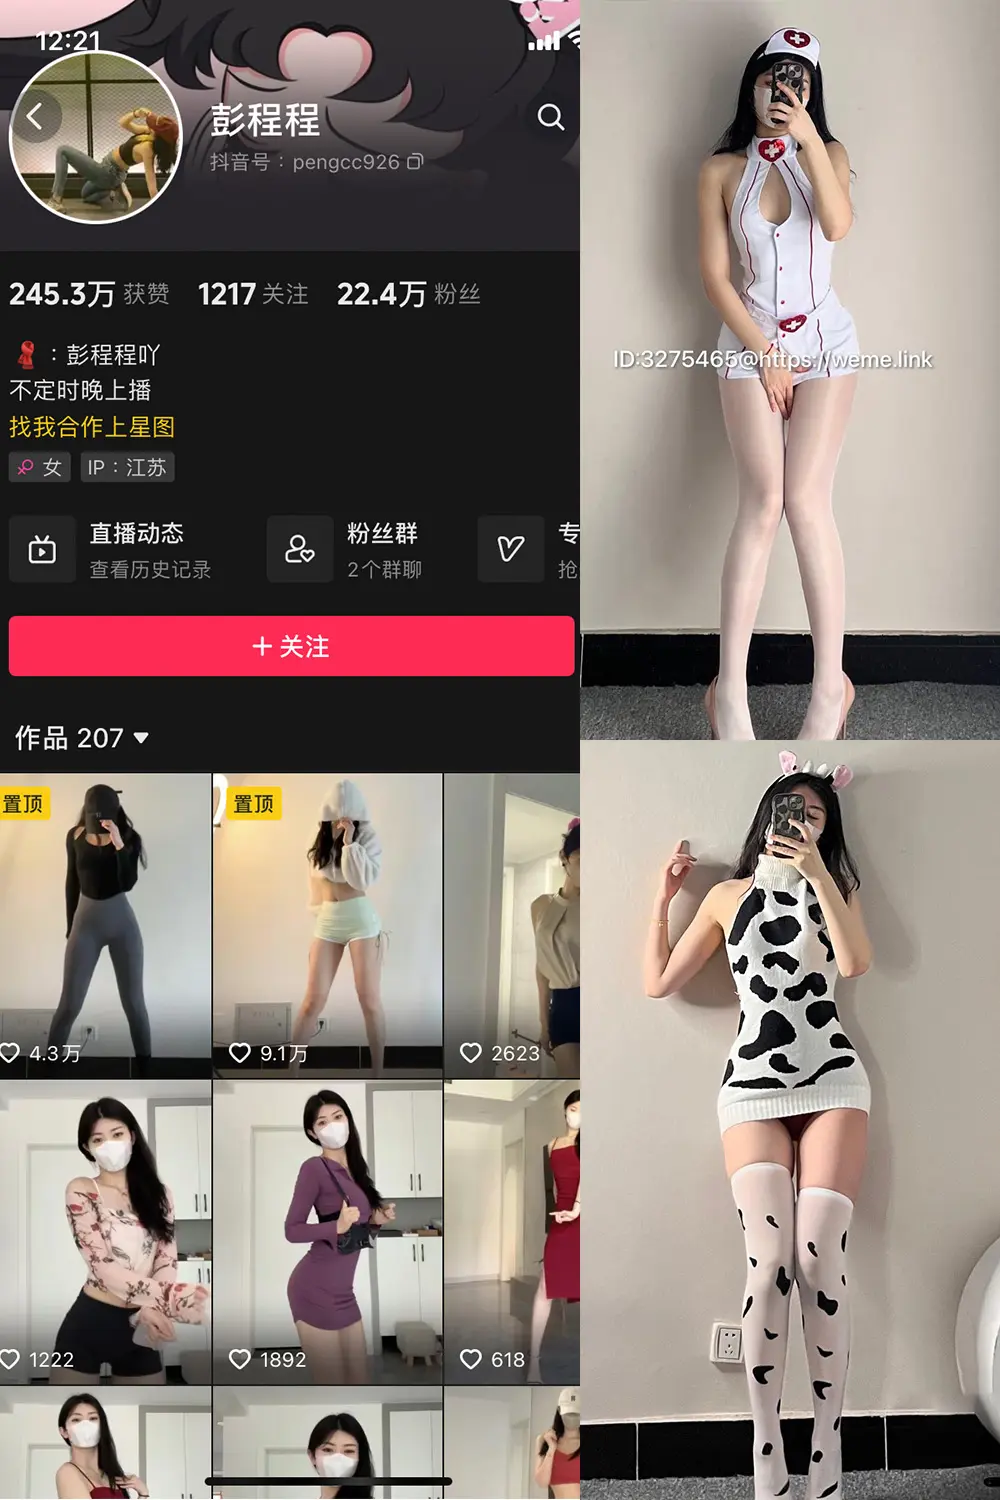 12:21
彭程程
抖音号：pengcc926
245.3万 获赞 1217 关注 22.4万 粉丝
：彭程程吖
不定时晚上播
找我合作上星图
女 IP：江苏
直播动态
查看历史记录
粉丝群
2个群聊
专
抢
+ 关注
作品 207
置顶
4.3万
置顶
9.1万
2623
1222
1892
618
ID:3275465@https://weme.link